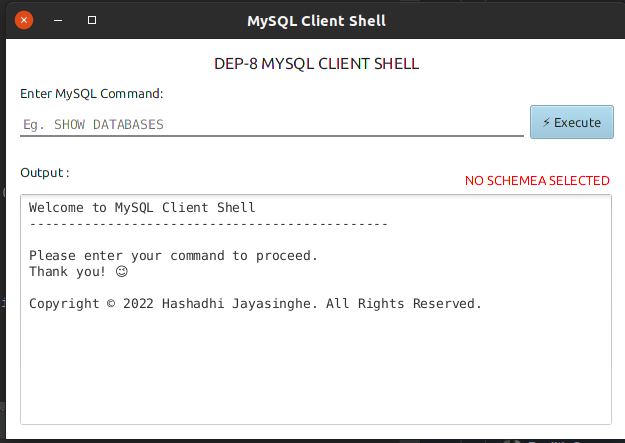 MySQL Client Shell
DEP-8 MYSQL CLIENT SHELL
Enter MySQL Command:
Eg. SHOW DATABASES
⚡ Execute
Output :
NO SCHEMEA SELECTED
Welcome to MySQL Client Shell
----------------------------------------------
Please enter your command to proceed.
Thank you! 😉
Copyright © 2022 Hashadhi Jayasinghe. All Rights Reserved.